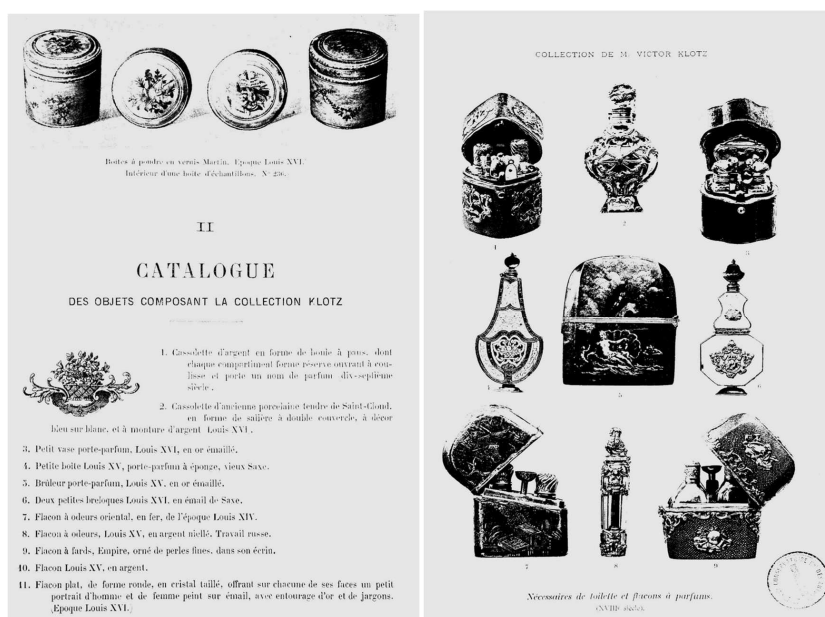 Boîtes à poudre en vernis Martin. Époque Louis XVI.
Intérieur d'une boîte d'échantillons. N° 256.
II
CATALOGUE
DES OBJETS COMPOSANT LA COLLECTION KLOTZ
1. Cassolette d'argent en forme de boule à pans, dont
chaque compartiment forme réserve ouvrant à cou-
lisse et porte un nom de parfum dix-septième
siècle.
2. Cassolette d'ancienne porcelaine tendre de Saint-Cloud,
en forme de salière à double couvercle, à décor
bleu sur blanc, et à monture d'argent Louis XVI.
3. Petit vase porte-parfum, Louis XVI, en or émaillé.
4. Petite boîte Louis XV, porte-parfum à éponge, vieux Saxe.
5. Brûleur porte-parfum, Louis XV, en or émaillé.
6. Deux petites breloques Louis XVI, en émail de Saxe.
7. Flacon à odeurs oriental, en fer, de l'époque Louis XIV.
8. Flacon à odeurs, Louis XV, en argent niellé. Travail russe.
9. Flacon à fards, Empire, orné de perles fines, dans son écrin.
10. Flacon Louis XV, en argent.
11. Flacon plat, de forme ronde, en cristal taillé, offrant sur chacune de ses faces un petit
portrait d'homme et de femme peint sur émail, avec entourage d'or et de jargons.
(Époque Louis XVI.)
COLLECTION DE M. VICTOR KLOTZ
1
2
3
4
5
6
7
8
9
Nécessaires de toilette et flacons à parfums.
(XVIIIe siècle).